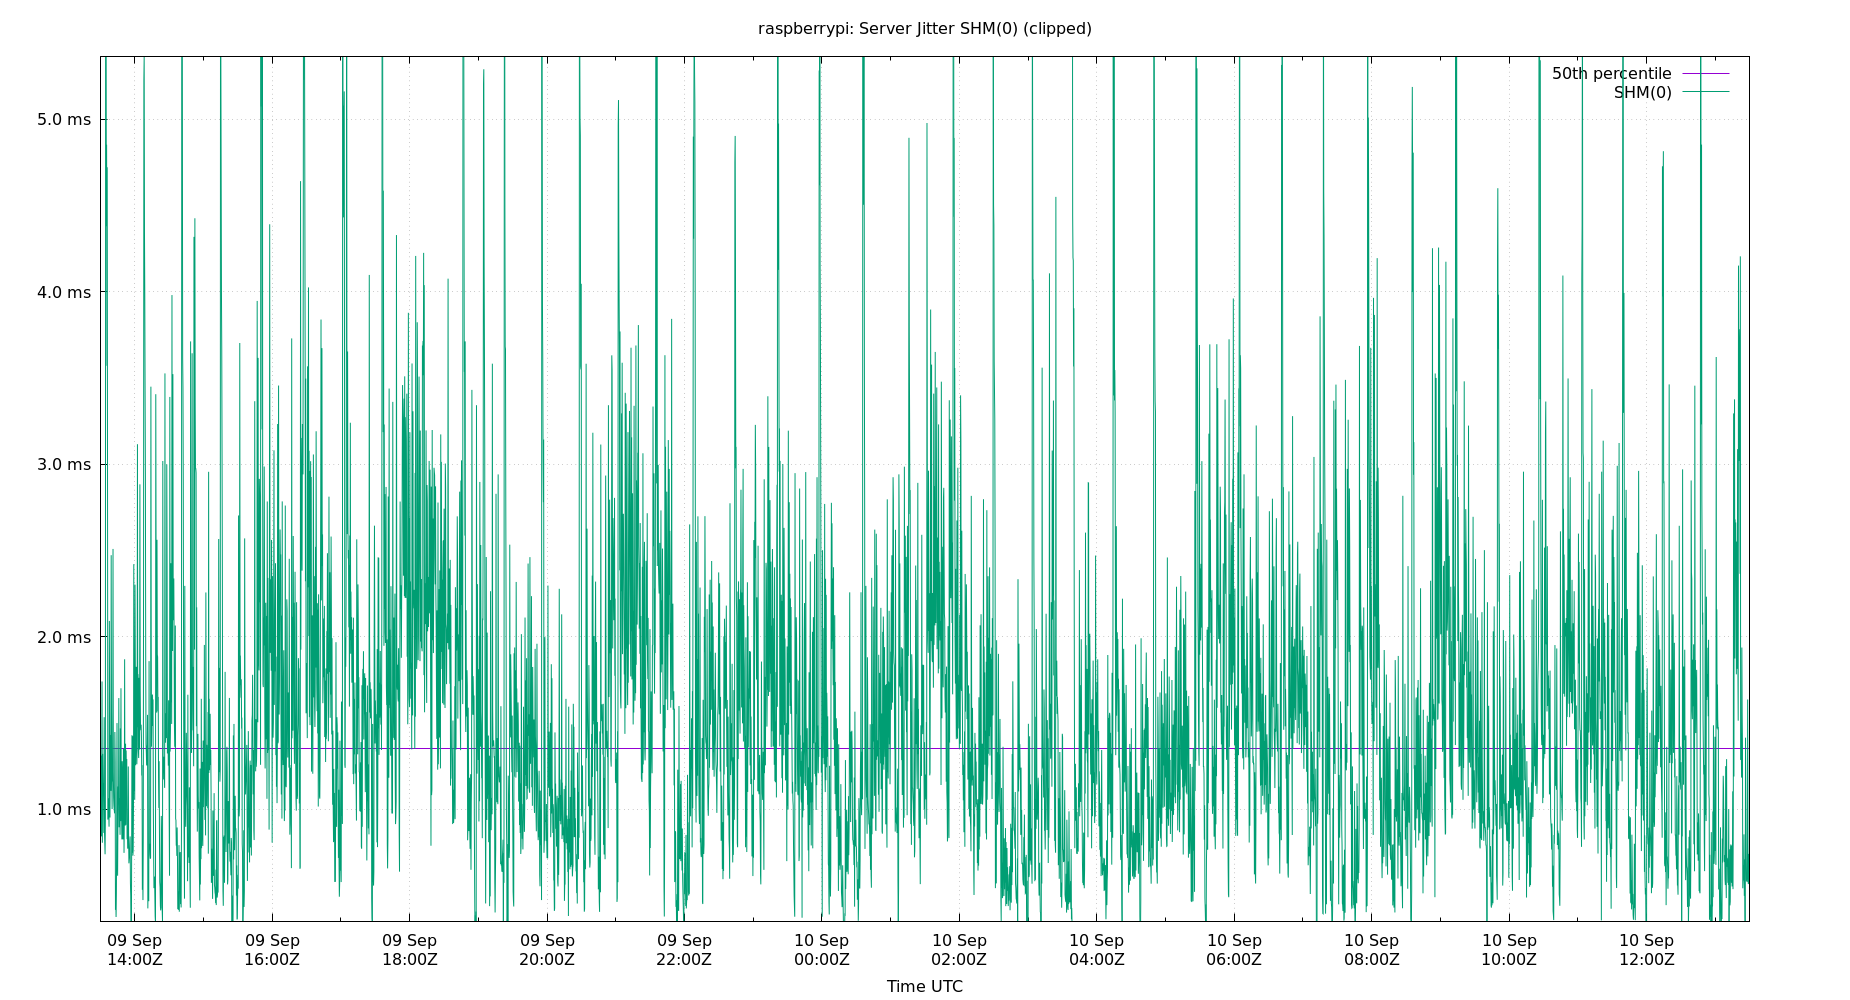 raspberrypi: Server Jitter SHM(0) (clipped)
50th percentile
SHM(0)
5.0 ms
4.0 ms
3.0 ms
2.0 ms
1.0 ms
09 Sep 09 Sep 09 Sep 09 Sep 09 Sep 10 Sep 10 Sep 10 Sep 10 Sep 10 Sep 10 Sep 10 Sep
14:00Z 16:00Z 18:00Z 20:00Z 22:00Z 00:00Z 02:00Z 04:00Z 06:00Z 08:00Z 10:00Z 12:00Z
Time UTC